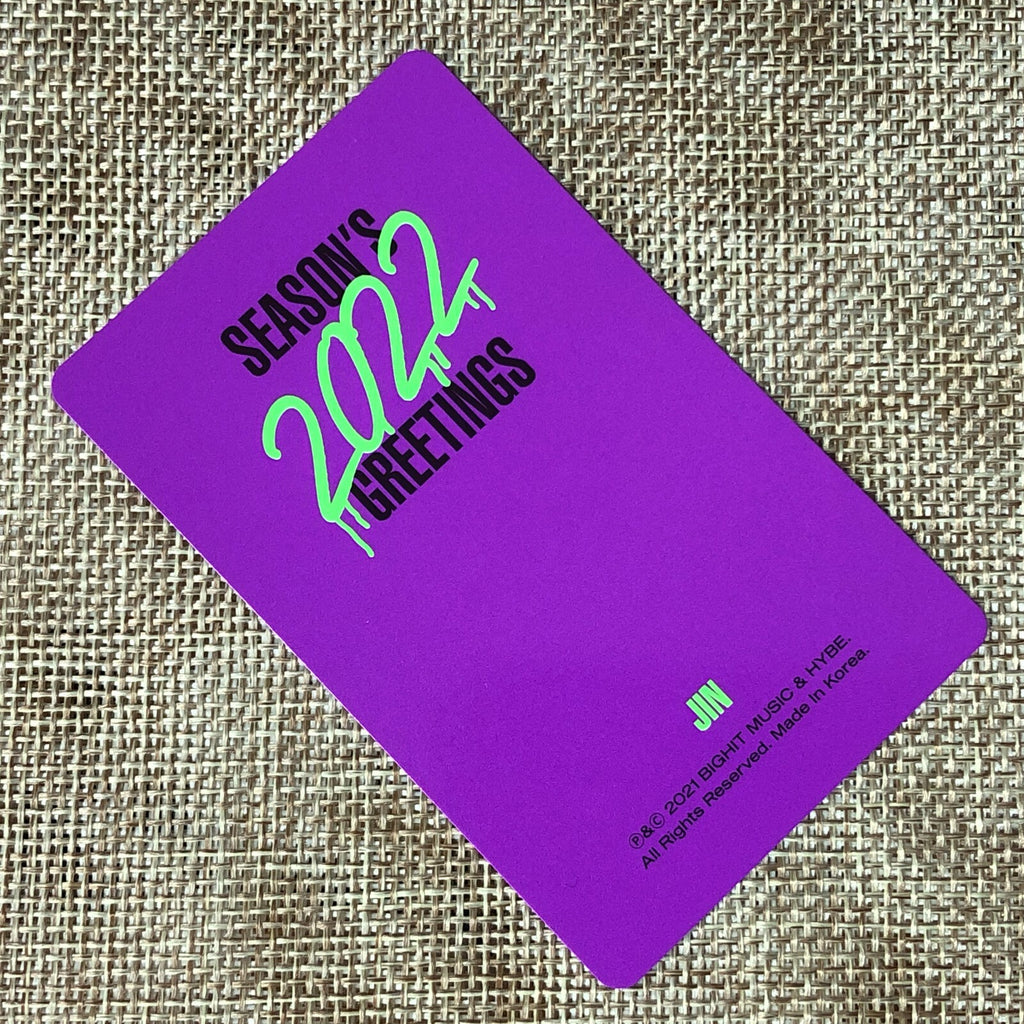 SEASON'S
2022
GREETINGS
JIN
℗&© 2021 BIGHIT MUSIC & HYBE.
All Rights Reserved. Made In Korea.